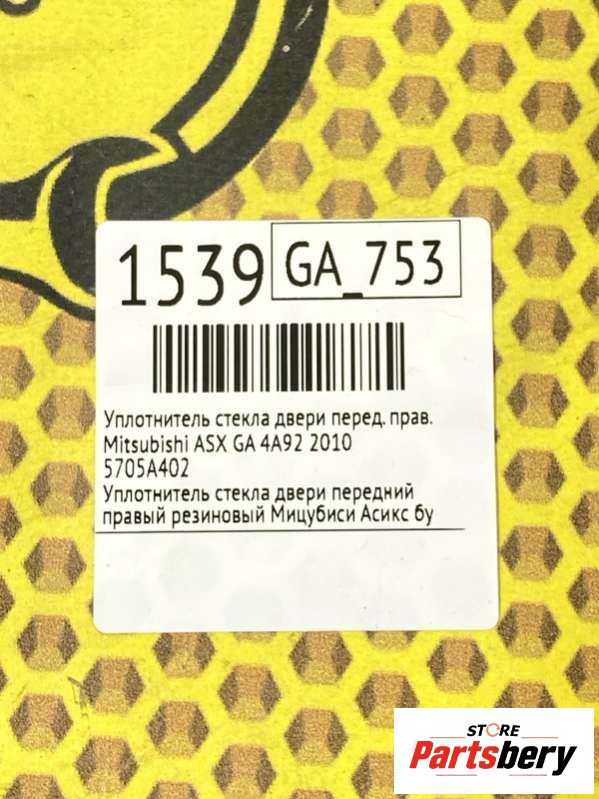 1539 GA_753
Уплотнитель стекла двери перед. прав.
Mitsubishi ASX GA 4A92 2010
5705A402
Уплотнитель стекла двери передний
правый резиновый Мицубиси Асикс бу
STORE
Partsbery